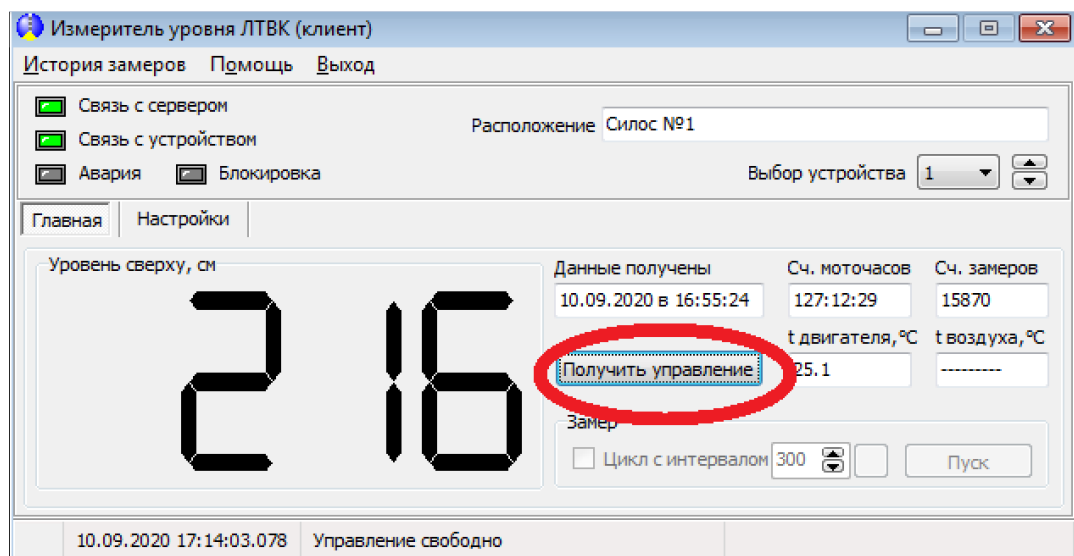 Измеритель уровня ЛТВК (клиент)
История замеров Помощь Выход
Связь с сервером
Связь с устройством
Авария Блокировка
Расположение Силос №1
Выбор устройства 1
Главная Настройки
Уровень сверху, см
216
Данные получены Сч. моточасов Сч. замеров
10.09.2020 в 16:55:24 127:12:29 15870
t двигателя,°C t воздуха,°C
Получить управление 25.1 ---------
Замер
Цикл с интервалом 300 Пуск
10.09.2020 17:14:03.078 Управление свободно